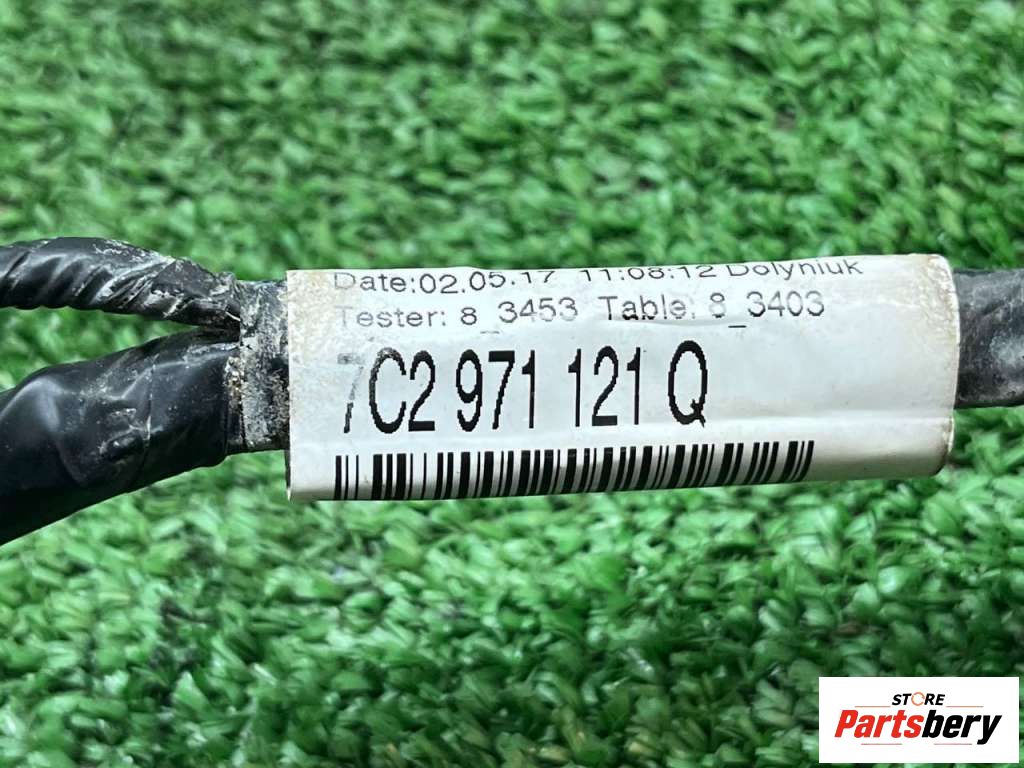 Date:02.05.17 11:08:12 Dolyniuk
Tester: 8_3453 Table: 8_3403
7C2 971 121 Q
STORE
Partsbery